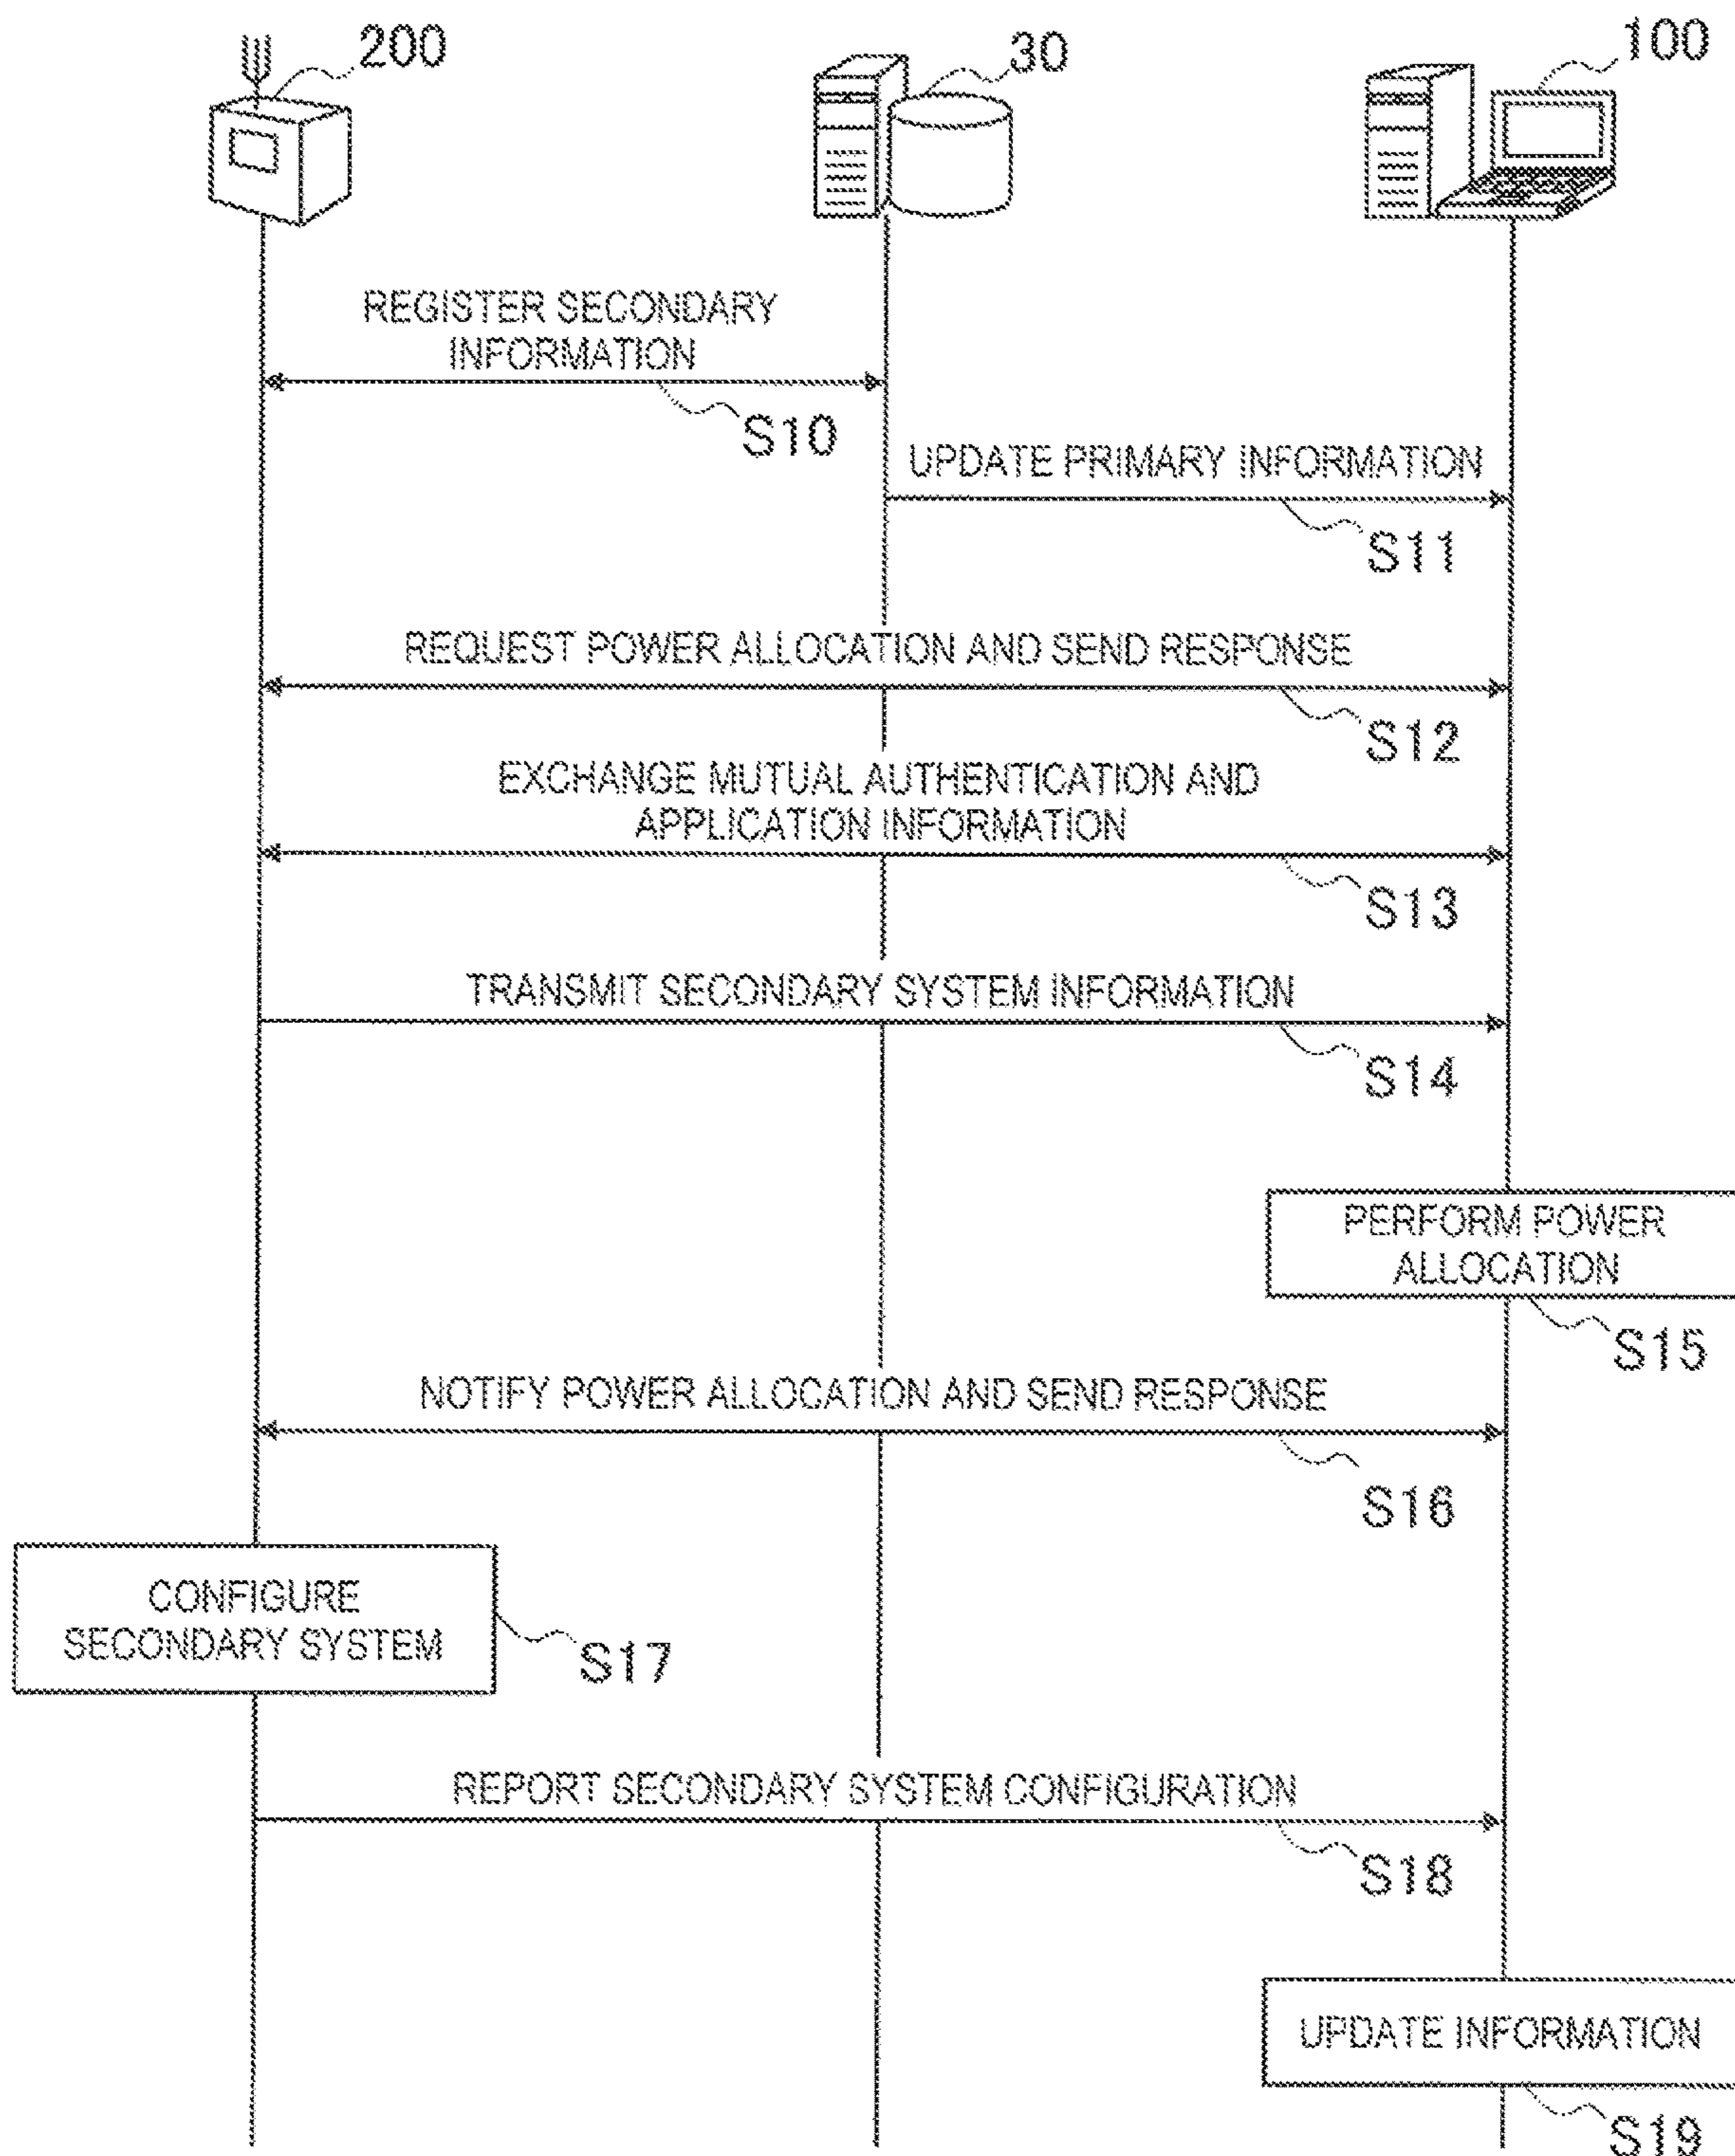 200
30
100
REGISTER SECONDARY
INFORMATION
S10
UPDATE PRIMARY INFORMATION
S11
REQUEST POWER ALLOCATION AND SEND RESPONSE
S12
EXCHANGE MUTUAL AUTHENTICATION AND
APPLICATION INFORMATION
S13
TRANSMIT SECONDARY SYSTEM INFORMATION
S14
PERFORM POWER
ALLOCATION
S15
NOTIFY POWER ALLOCATION AND SEND RESPONSE
S16
CONFIGURE
SECONDARY SYSTEM
S17
REPORT SECONDARY SYSTEM CONFIGURATION
S18
UPDATE INFORMATION
S19